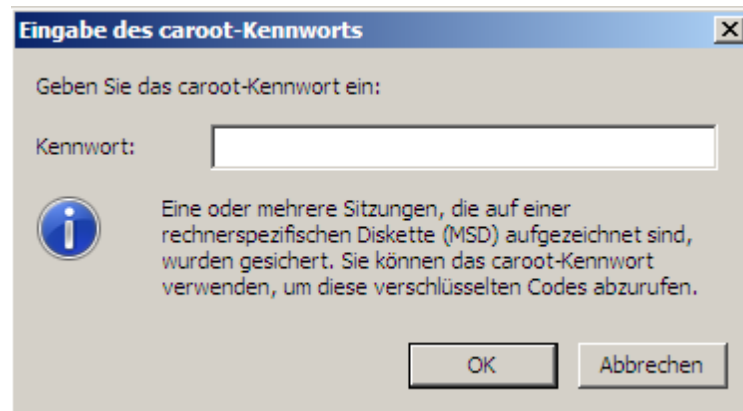 Eingabe des caroot-Kennworts
Geben Sie das caroot-Kennwort ein:
Kennwort:
Eine oder mehrere Sitzungen, die auf einer
rechnerspezifischen Diskette (MSD) aufgezeichnet sind,
wurden gesichert. Sie können das caroot-Kennwort
verwenden, um diese verschlüsselten Codes abzurufen.
OK Abbrechen